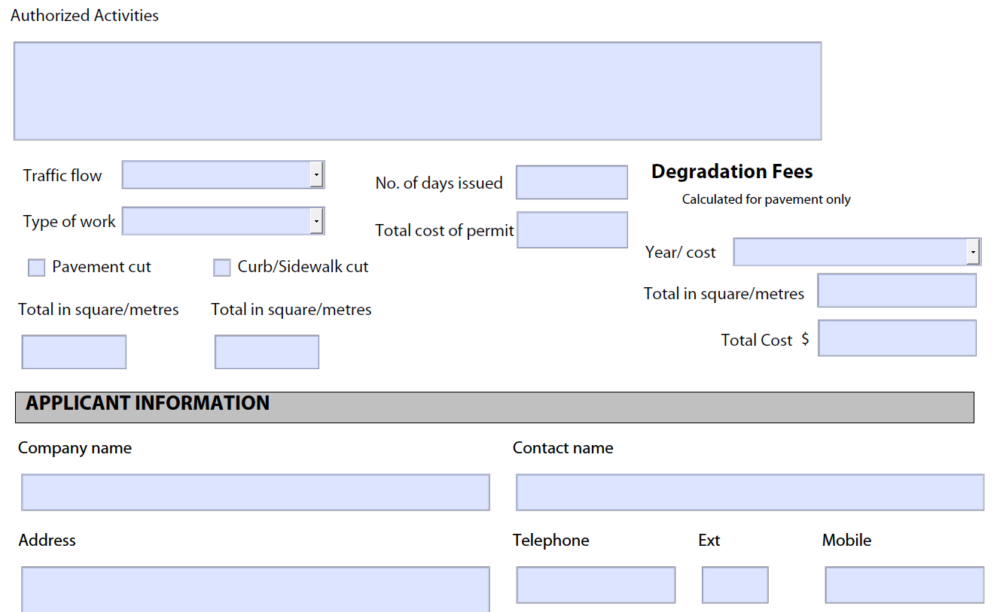 Authorized Activities
Traffic flow
No. of days issued
Degradation Fees
Calculated for pavement only
Type of work
Total cost of permit
Year/ cost
Pavement cut
Curb/Sidewalk cut
Total in square/metres
Total in square/metres
Total in square/metres
Total Cost $
APPLICANT INFORMATION
Company name
Contact name
Address
Telephone
Ext
Mobile